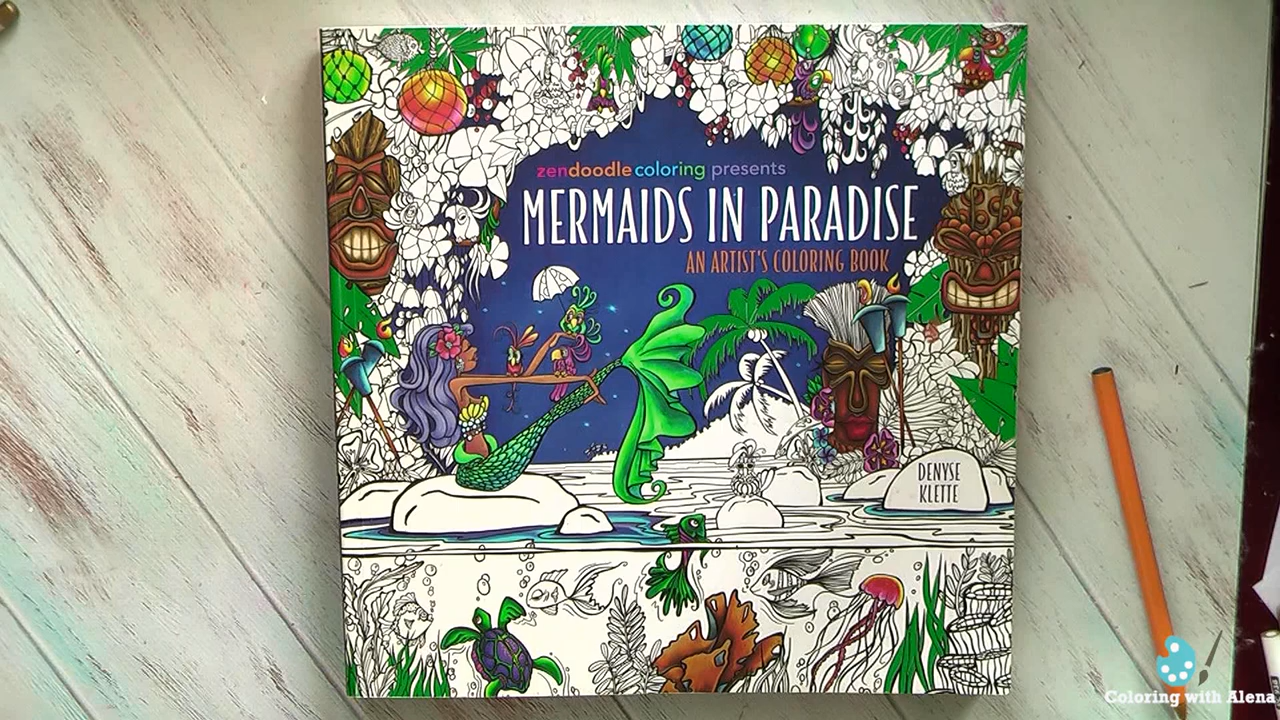 zendoodle coloring presents
MERMAIDS IN PARADISE
AN ARTIST'S COLORING BOOK
DENYSE
KLETTE
Coloring with Alena